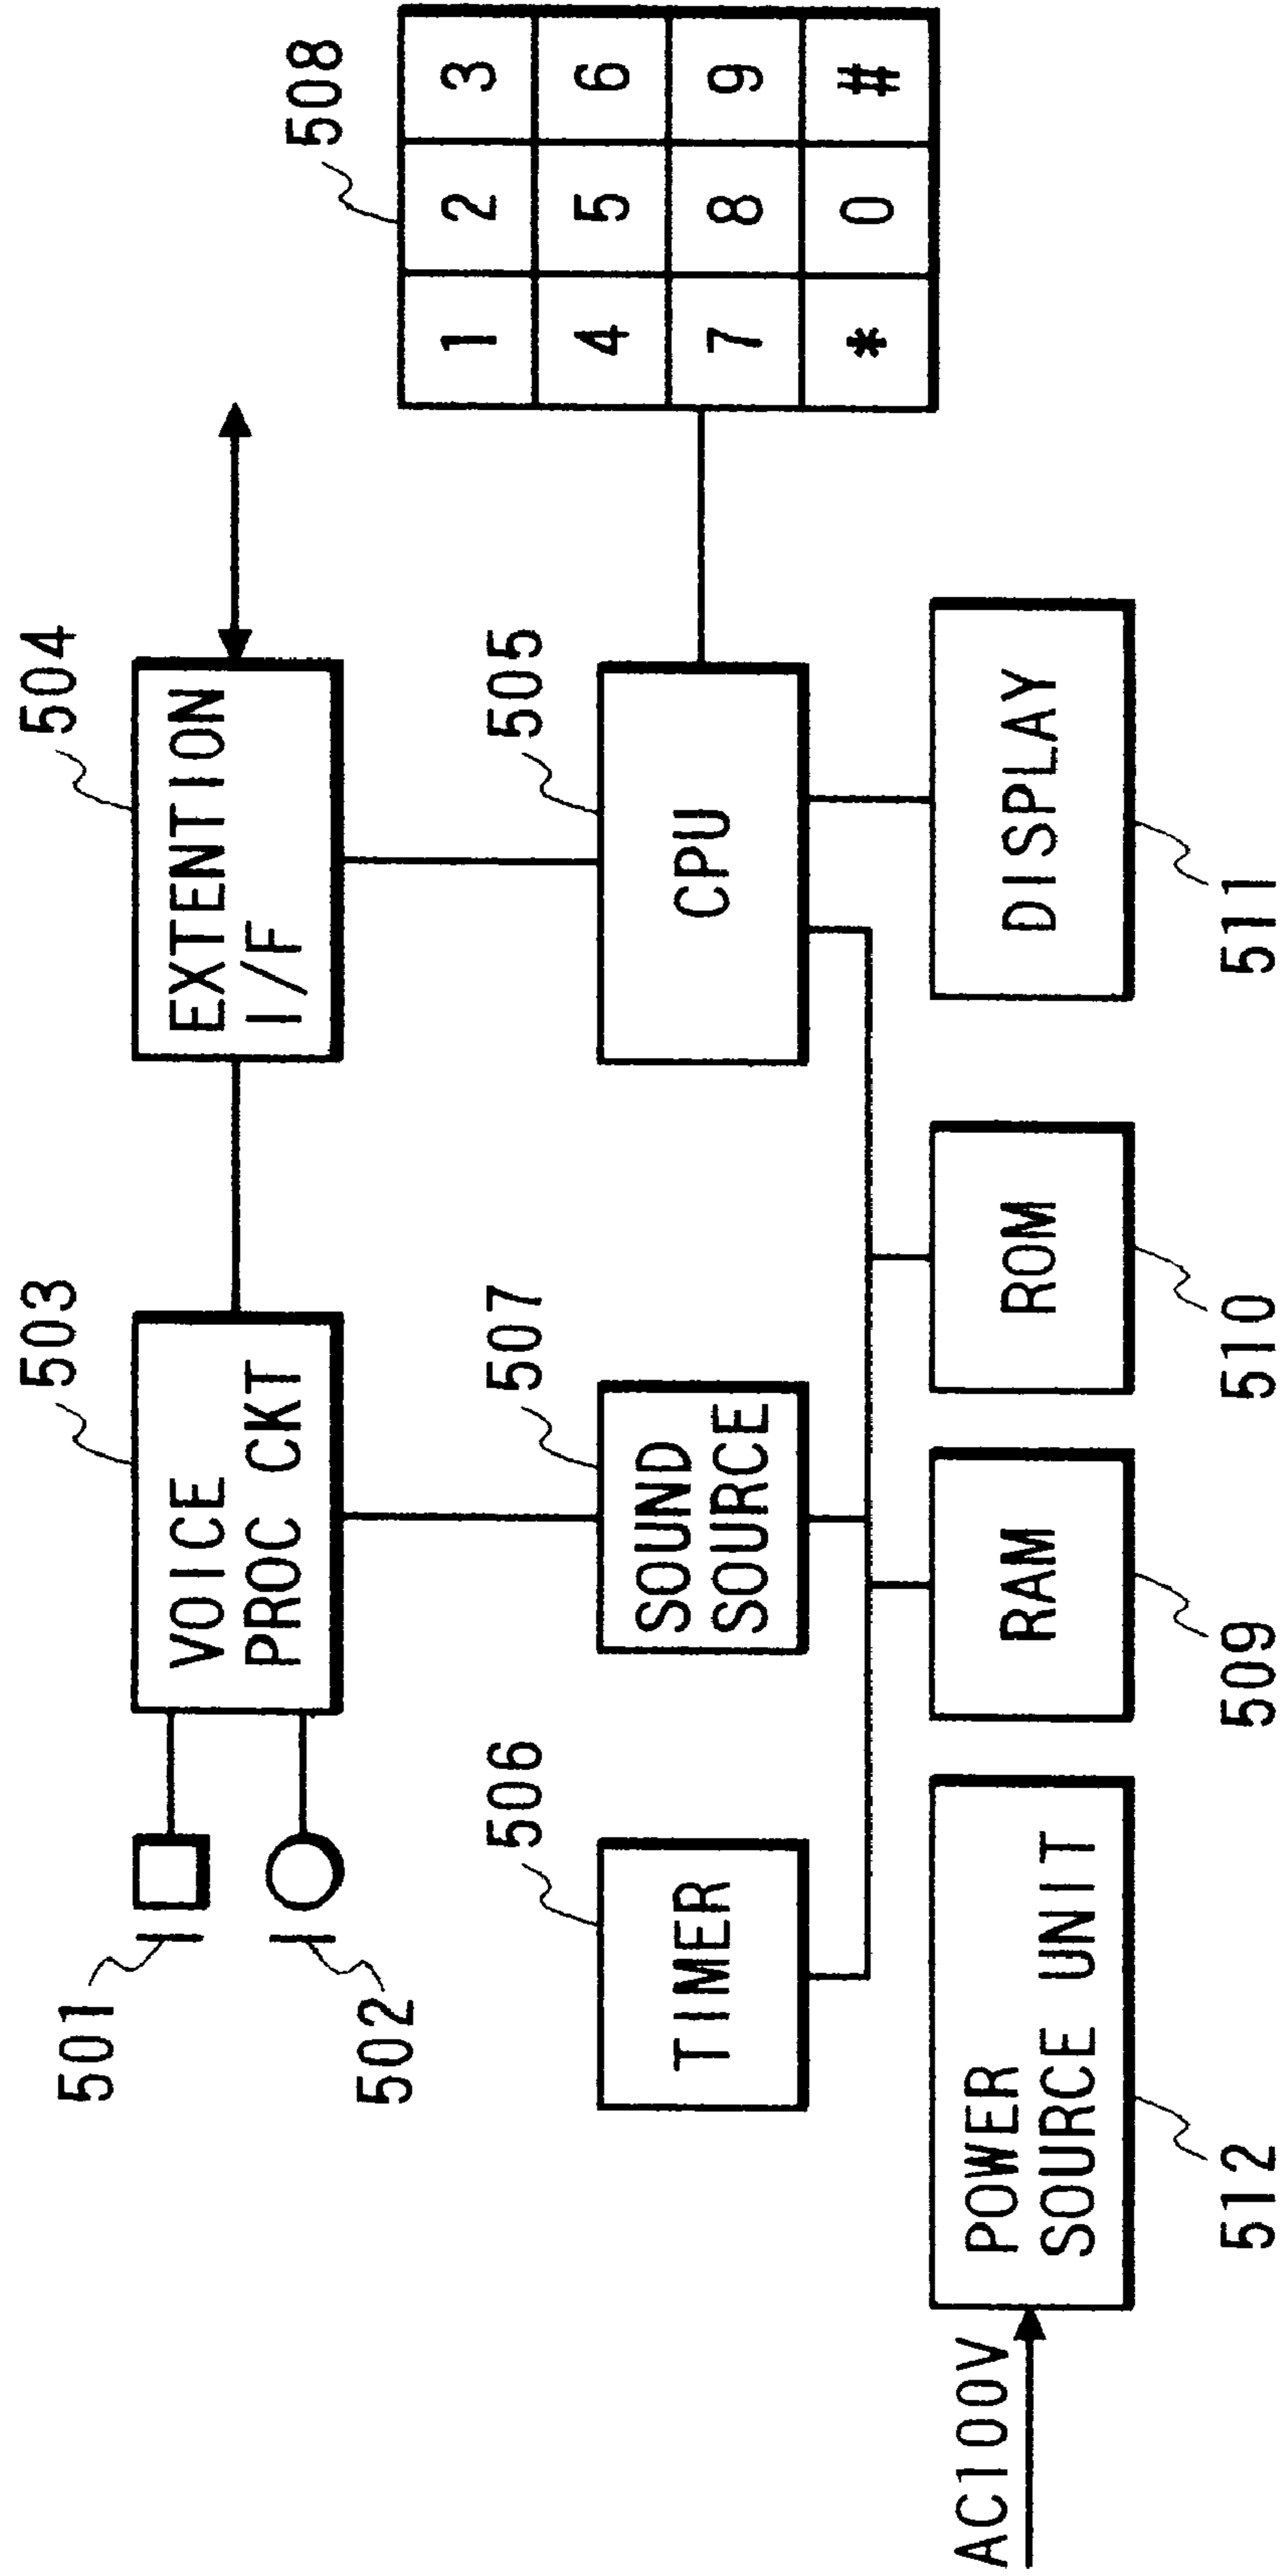 503
504
501
VOICE
PROC CKT
EXTENTION
I/F
502
508
1 2 3
4 5 6
7 8 9
* 0 #
506
507
505
TIMER
SOUND
SOURCE
CPU
AC100V
POWER
SOURCE UNIT
RAM
ROM
DISPLAY
512
509
510
511